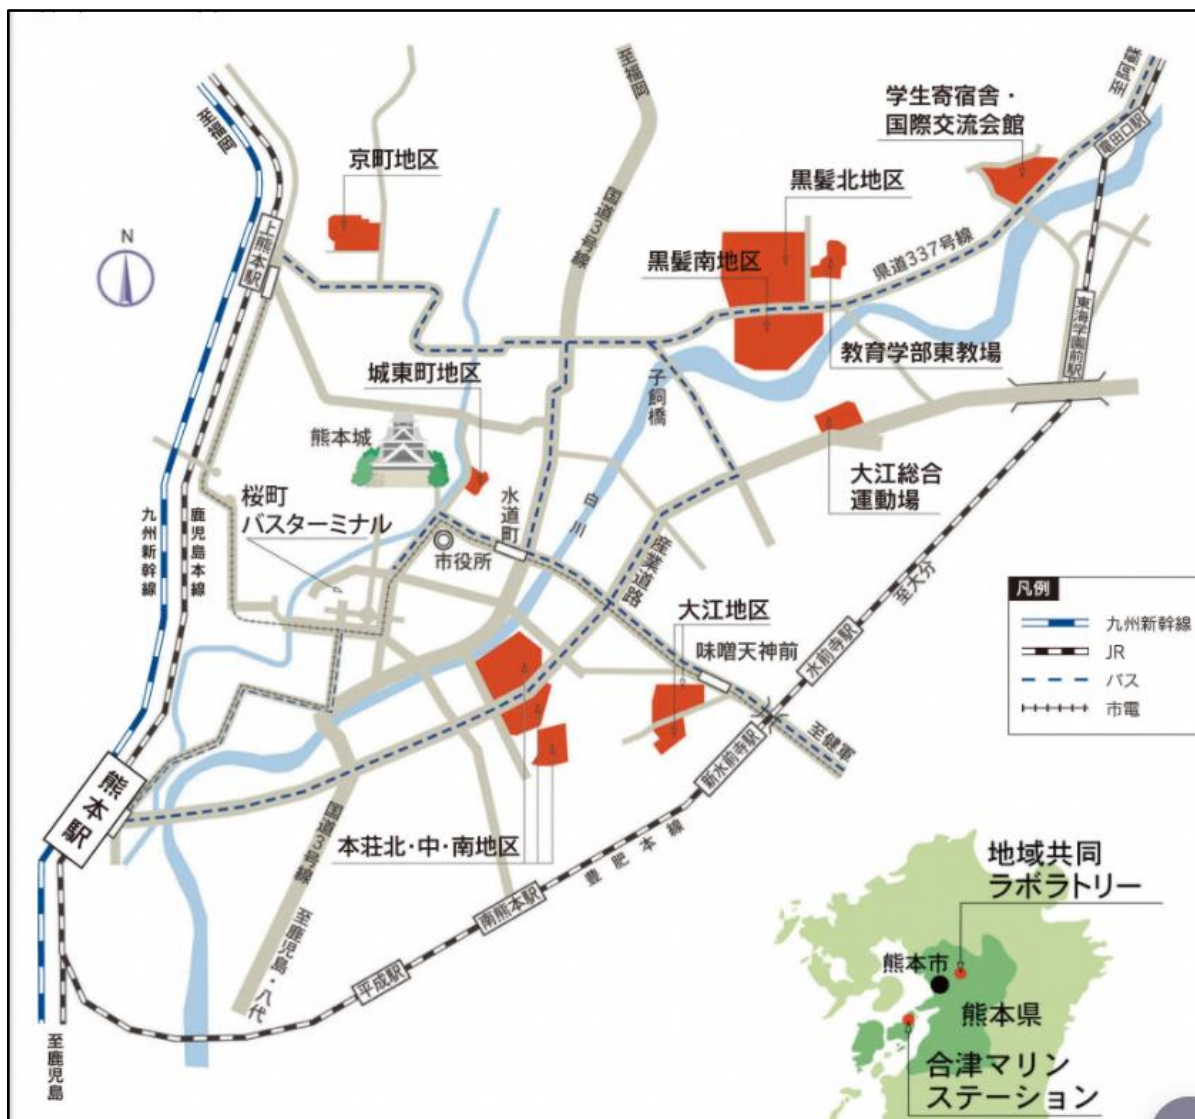 至福岡
至福岡
至阿蘇
学生寄宿舎・
国際交流会館
竜田口駅
京町地区
黒髪北地区
国道3号線
N
上熊本駅
黒髪南地区
県道337号線
東海学園前駅
教育学部東教場
城東町地区
子飼橋
熊本城
大江総合
運動場
桜町
バスターミナル
水道町
白川
九州新幹線
鹿児島本線
市役所
産業道路
至大分
凡例
九州新幹線
JR
バス
市電
大江地区
味噌天神前
水前寺駅
至健軍
新水前寺駅
熊本駅
国道3号線
本荘北・中・南地区
豊肥本線
南熊本駅
至鹿児島・八代
平成駅
至鹿児島
地域共同
ラボラトリー
熊本市
熊本県
合津マリン
ステーション